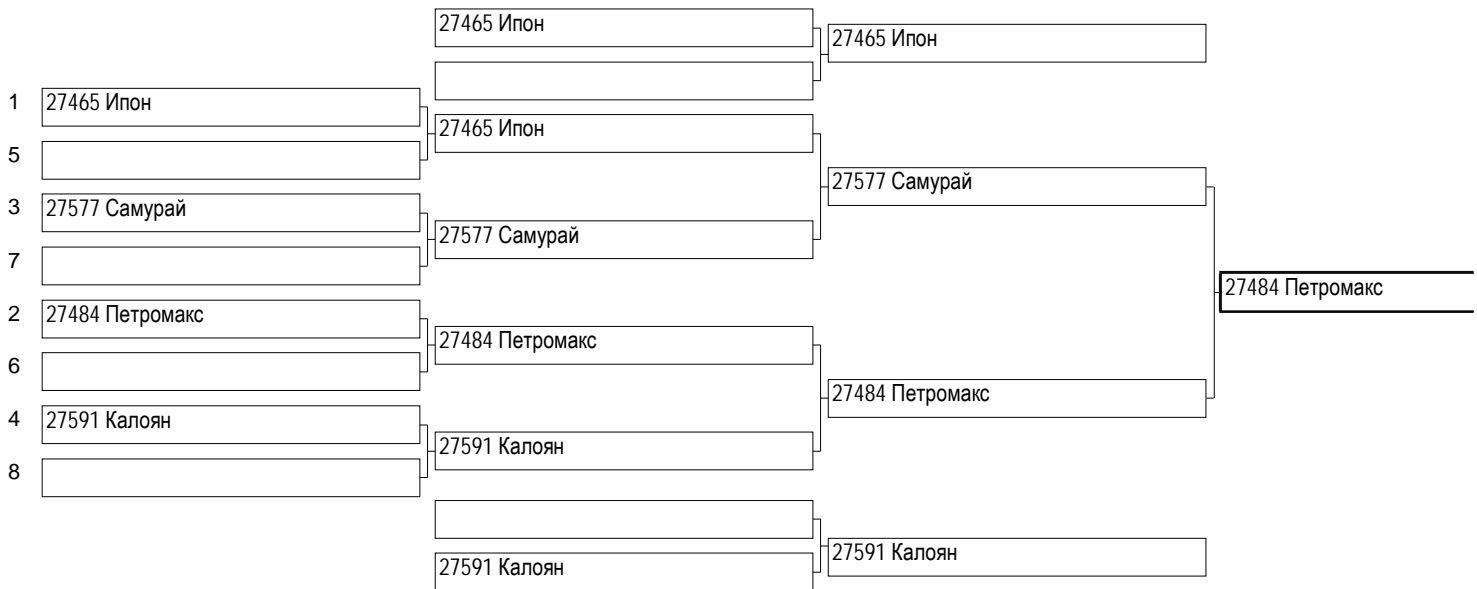 27465 Ипон
27465 Ипон
1 27465 Ипон
27465 Ипон
5
27577 Самурай
3 27577 Самурай
27577 Самурай
7
27484 Петромакс
2 27484 Петромакс
27484 Петромакс
6
27484 Петромакс
4 27591 Калоян
27591 Калоян
8
27591 Калоян
27591 Калоян